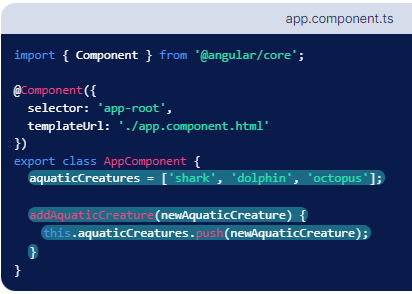 app.component.ts
import { Component } from '@angular/core';
@Component({
  selector: 'app-root',
  templateUrl: './app.component.html'
})
export class AppComponent {
  aquaticCreatures = ['shark', 'dolphin', 'octopus'];
  addAquaticCreature(newAquaticCreature) {
    this.aquaticCreatures.push(newAquaticCreature);
  }
}